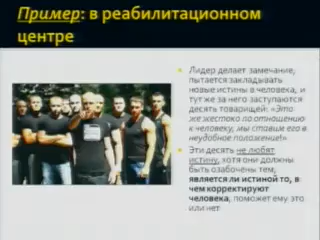 Пример: в реабилитационном
центре
Лидер делает замечание,
пытается закладывать
новые истины в человека, и
тут же за него заступаются
десять товарищей: «Это
же жестоко по отношению
к человеку, мы ставим его в
неудобное положение!»
Эти десять не любят
истину, хотя они должны
быть озабочены тем,
является ли истиной то, в
чем корректируют
человека, поможет ему это
или нет